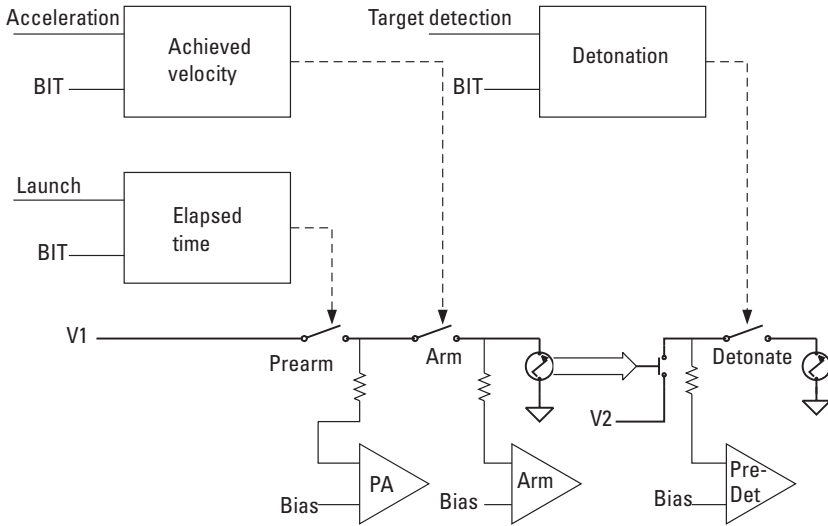 Acceleration
BIT
Achieved
velocity
Target detection
BIT
Detonation
Launch
BIT
Elapsed
time
V1
Prearm
Arm
Detonate
V2
PA
Bias
Arm
Bias
Pre-
Det
Bias